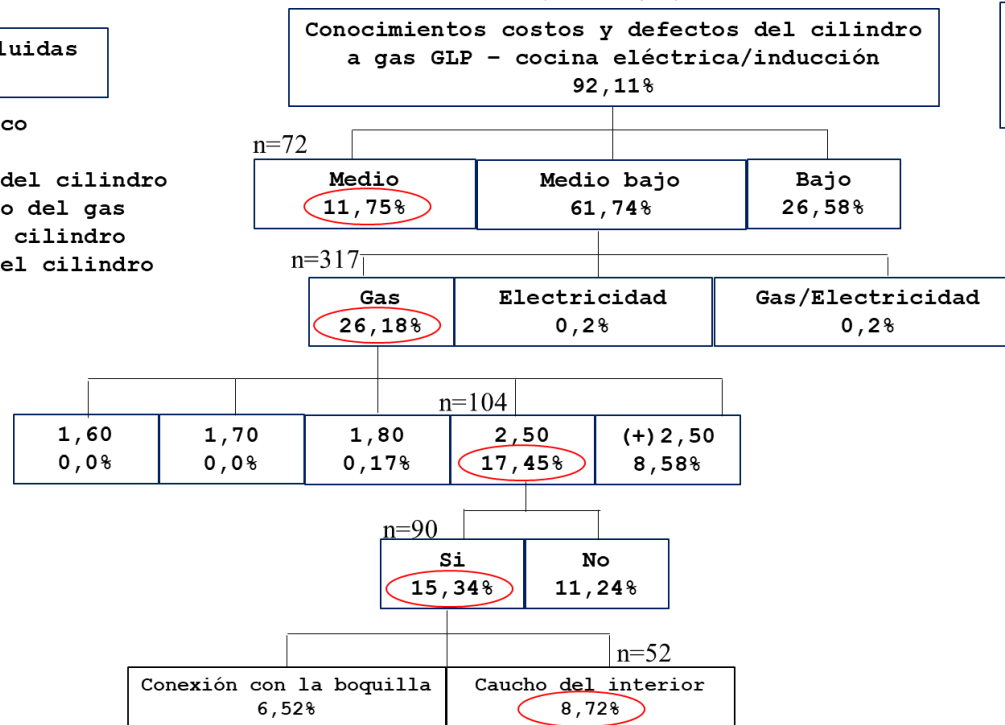 luidas
Conocimientos costos y defectos del cilindro
a gas GLP – cocina eléctrica/inducción
92,11%
co
del cilindro
o del gas
cilindro
el cilindro
n=72
Medio
11,75%
Medio bajo
61,74%
Bajo
26,58%
n=317
Gas
26,18%
Electricidad
0,2%
Gas/Electricidad
0,2%
n=104
1,60
0,0%
1,70
0,0%
1,80
0,17%
2,50
17,45%
(+)2,50
8,58%
n=90
Si
15,34%
No
11,24%
n=52
Conexión con la boquilla
6,52%
Caucho del interior
8,72%